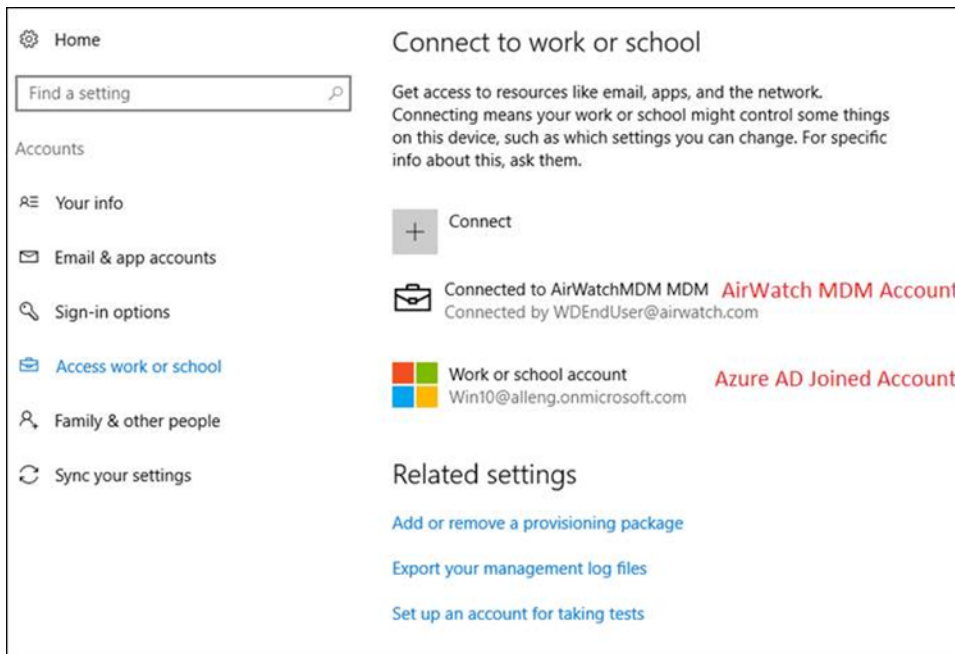 Home
Find a setting
Accounts
Your info
Email & app accounts
Sign-in options
Access work or school
Family & other people
Sync your settings
Connect to work or school
Get access to resources like email, apps, and the network.
Connecting means your work or school might control some things
on this device, such as which settings you can change. For specific
info about this, ask them.
Connect
Connected to AirWatchMDM MDM AirWatch MDM Account
Connected by WDEndUser@airwatch.com
Work or school account Azure AD Joined Account
Win10@alleng.onmicrosoft.com
Related settings
Add or remove a provisioning package
Export your management log files
Set up an account for taking tests